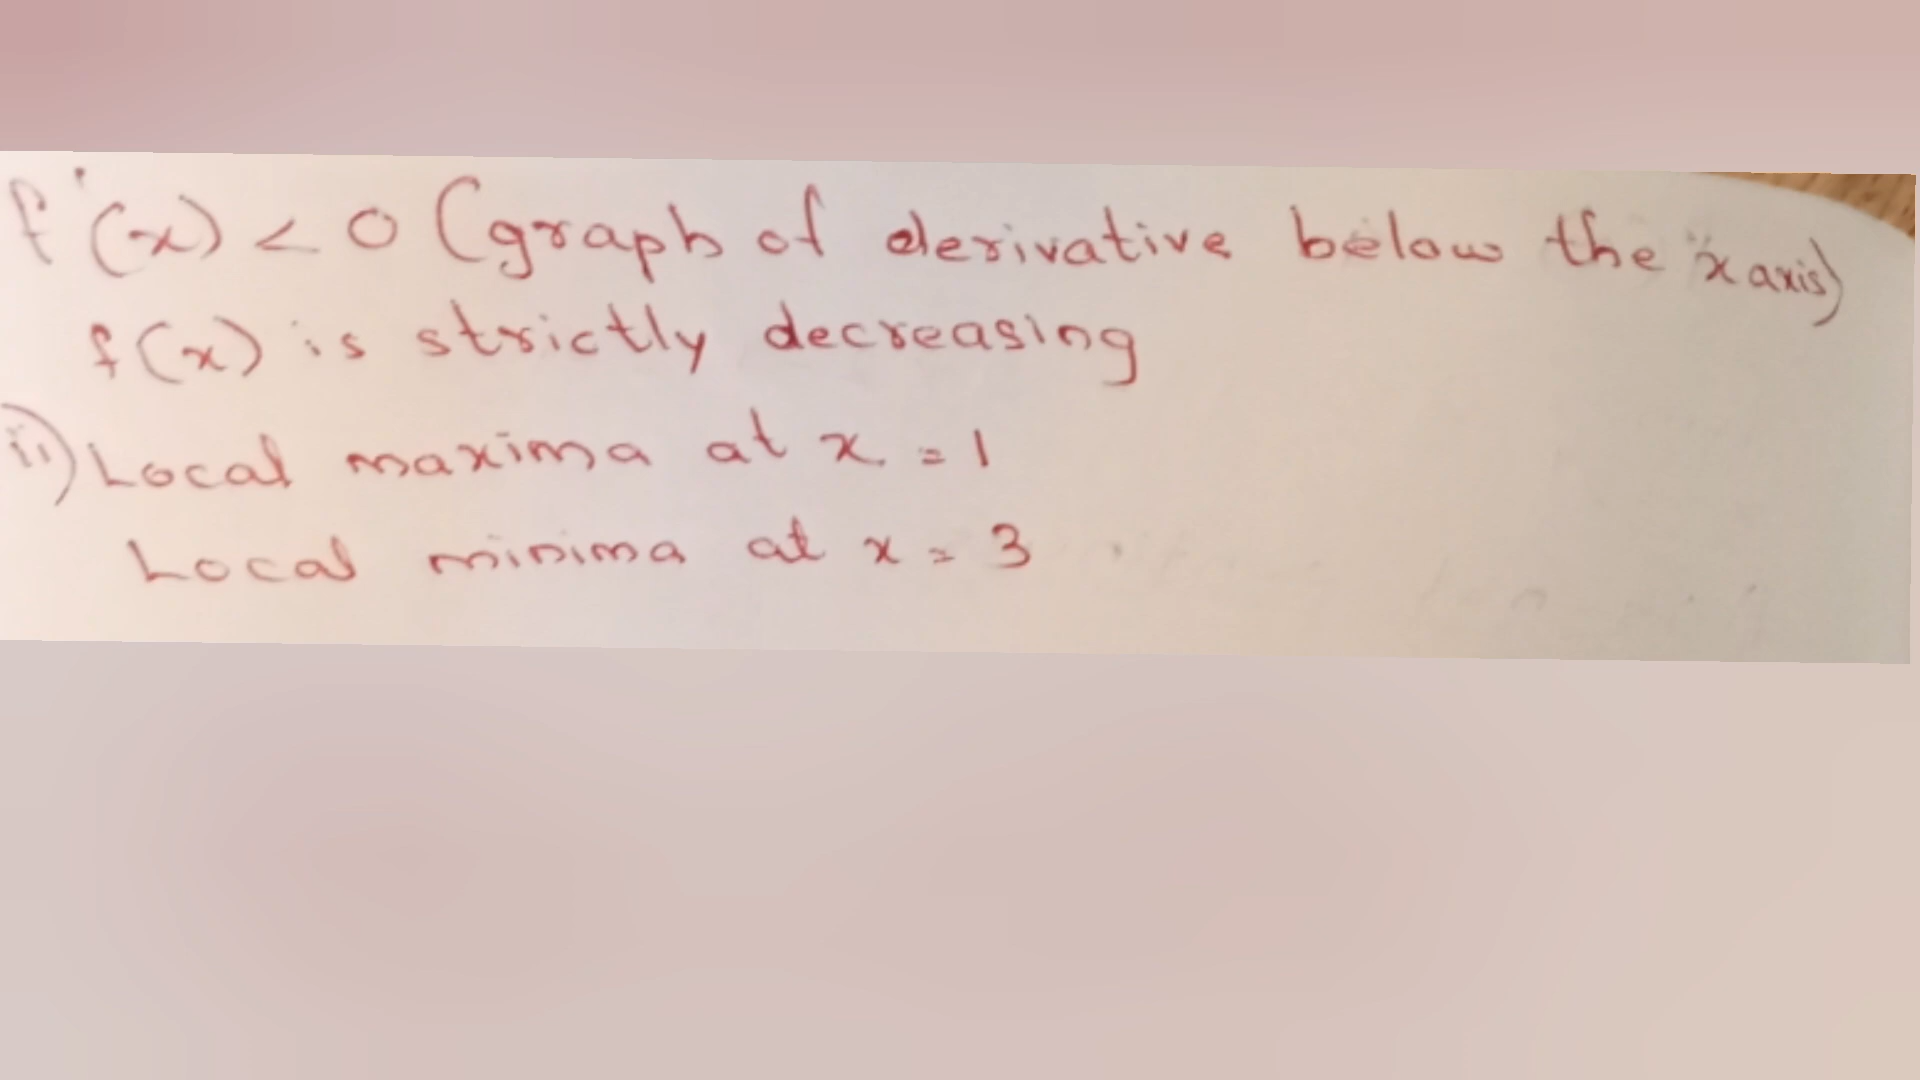 f'(x) < 0 (graph of derivative below the x axis)
f(x) is strictly decreasing
ii) Local maxima at x = 1
Local minima at x = 3